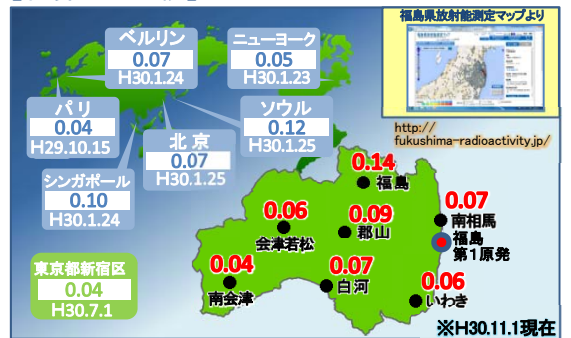 ベルリン
0.07
H30.1.24
ニューヨーク
0.05
H30.1.23
パリ
0.04
H29.10.15
ソウル
0.12
H30.1.25
北京
0.07
H30.1.25
シンガポール
0.10
H30.1.24
東京都新宿区
0.04
H30.7.1
福島県放射能測定マップより
http://
fukushima-radioactivity.jp/
0.14
福島
0.07
南相馬
福島
第1原発
0.06
会津若松
0.09
郡山
0.04
南会津
0.07
白河
0.06
いわき
※H30.11.1現在